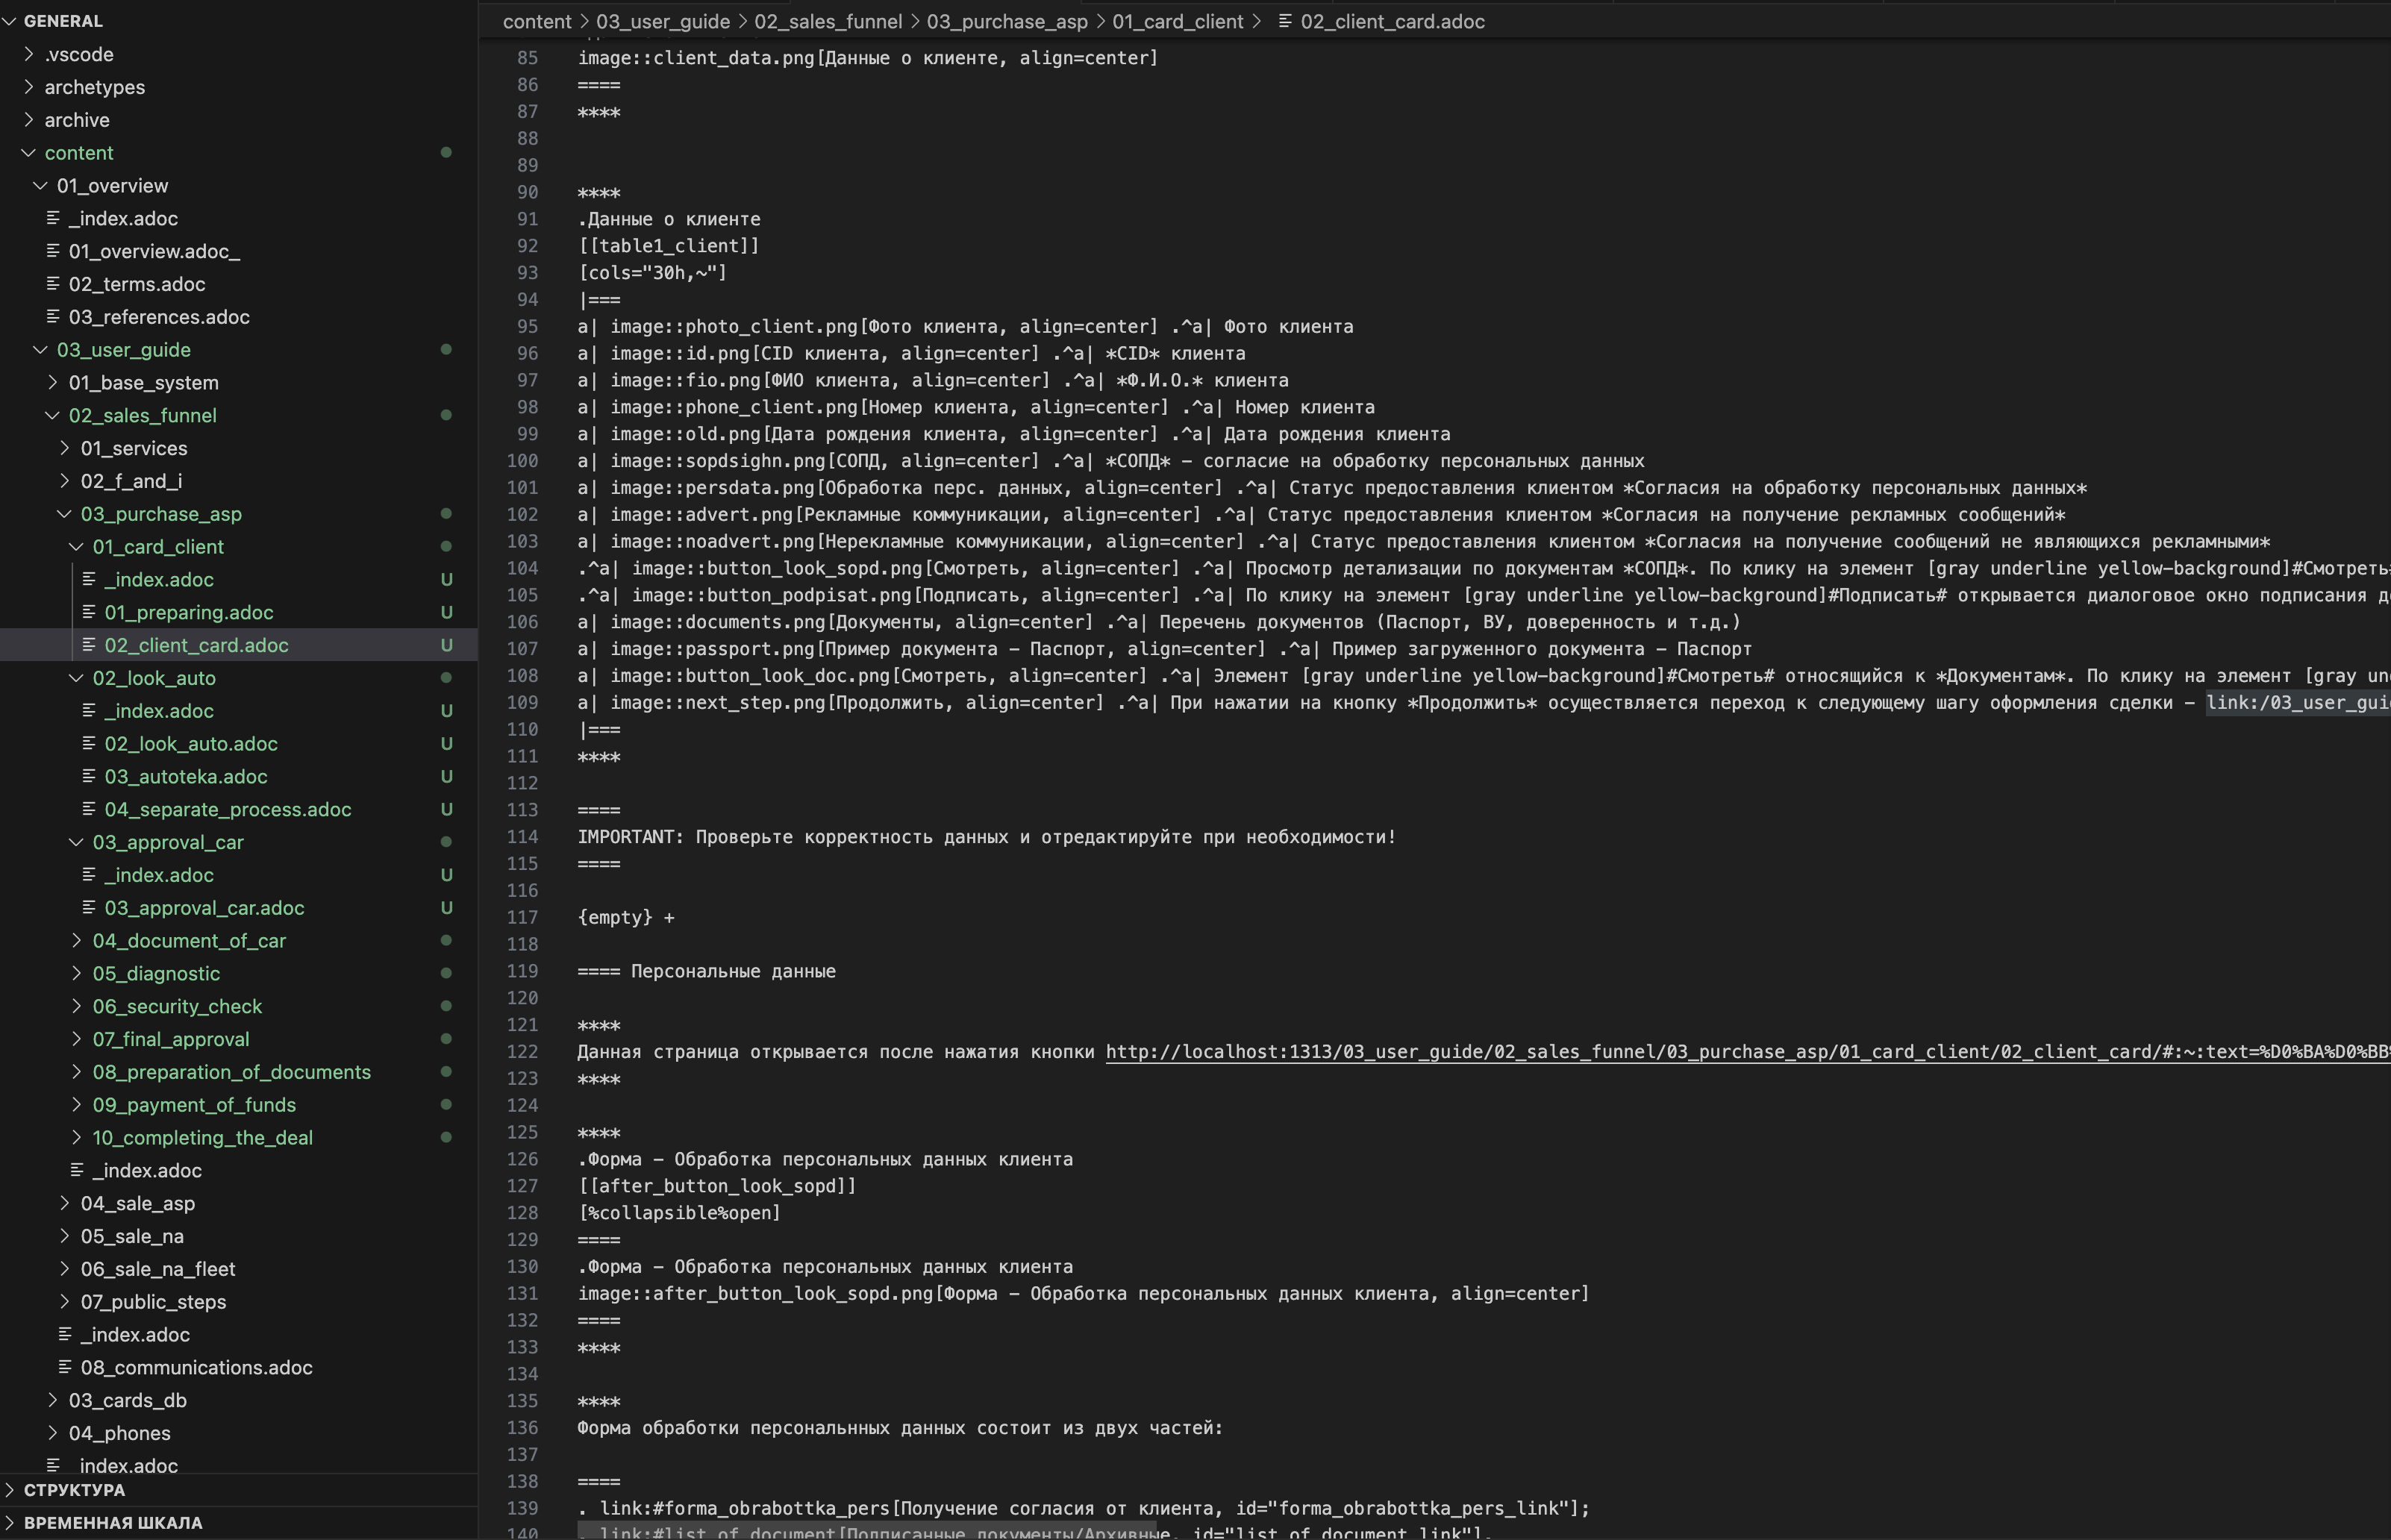 GENERAL
.vscode
archetypes
archive
content
01_overview
_index.adoc
01_overview.adoc_
02_terms.adoc
03_references.adoc
03_user_guide
01_base_system
02_sales_funnel
01_services
02_f_and_i
03_purchase_asp
01_card_client
_index.adoc U
01_preparing.adoc U
02_client_card.adoc U
02_look_auto
_index.adoc U
02_look_auto.adoc U
03_autoteka.adoc U
04_separate_process.adoc U
03_approval_car
_index.adoc U
03_approval_car.adoc U
04_document_of_car
05_diagnostic
06_security_check
07_final_approval
08_preparation_of_documents
09_payment_of_funds
10_completing_the_deal
_index.adoc
04_sale_asp
05_sale_na
06_sale_na_fleet
07_public_steps
_index.adoc
08_communications.adoc
03_cards_db
04_phones
_index.adoc
СТРУКТУРА
ВРЕМЕННАЯ ШКАЛА
content > 03_user_guide > 02_sales_funnel > 03_purchase_asp > 01_card_client > 02_client_card.adoc
85 image::client_data.png[Данные о клиенте, align=center]
86 ====
87 ****
88
89
90 ****
91 .Данные о клиенте
92 [[table1_client]]
93 [cols="30h,~"]
94 |===
95 a| image::photo_client.png[Фото клиента, align=center] .^a| Фото клиента
96 a| image::id.png[CID клиента, align=center] .^a| *CID* клиента
97 a| image::fio.png[ФИО клиента, align=center] .^a| *Ф.И.О.* клиента
98 a| image::phone_client.png[Номер клиента, align=center] .^a| Номер клиента
99 a| image::old.png[Дата рождения клиента, align=center] .^a| Дата рождения клиента
100 a| image::sopdsighn.png[СОПД, align=center] .^a| *СОПД* – согласие на обработку персональных данных
101 a| image::persdata.png[Обработка перс. данных, align=center] .^a| Статус предоставления клиентом *Согласия на обработку персональных данных*
102 a| image::advert.png[Рекламные коммуникации, align=center] .^a| Статус предоставления клиентом *Согласия на получение рекламных сообщений*
103 a| image::noadvert.png[Нерекламные коммуникации, align=center] .^a| Статус предоставления клиентом *Согласия на получение сообщений не являющихся рекламными*
104 .^a| image::button_look_sopd.png[Смотреть, align=center] .^a| Просмотр детализации по документам *СОПД*. По клику на элемент [gray underline yellow-background]#Смотреть
105 .^a| image::button_podpisat.png[Подписать, align=center] .^a| По клику на элемент [gray underline yellow-background]#Подписать# открывается диалоговое окно подписания
106 a| image::documents.png[Документы, align=center] .^a| Перечень документов (Паспорт, ВУ, доверенность и т.д.)
107 a| image::passport.png[Пример документа – Паспорт, align=center] .^a| Пример загруженного документа – Паспорт
108 a| image::button_look_doc.png[Смотреть, align=center] .^a| Элемент [gray underline yellow-background]#Смотреть# относящийся к *Документам*. По клику на элемент [gray
109 a| image::next_step.png[Продолжить, align=center] .^a| При нажатии на кнопку *Продолжить* осуществляется переход к следующему шагу оформления сделки – link:/03_user_gui
110 |===
111 ****
112
113 ====
114 IMPORTANT: Проверьте корректность данных и отредактируйте при необходимости!
115 ====
116
117 {empty} +
118
119 ==== Персональные данные
120
121 ****
122 Данная страница открывается после нажатия кнопки http://localhost:1313/03_user_guide/02_sales_funnel/03_purchase_asp/01_card_client/02_client_card/#:~:text=%D0%BA%D0%BB%
123 ****
124
125 ****
126 .Форма – Обработка персональных данных клиента
127 [[after_button_look_sopd]]
128 [%collapsible%open]
129 ====
130 .Форма – Обработка персональных данных клиента
131 image::after_button_look_sopd.png[Форма – Обработка персональных данных клиента, align=center]
132 ====
133 ****
134
135 ****
136 Форма обработки персональнных данных состоит из двух частей:
137
138 ====
139 . link:#forma_obrabottka_pers[Получение согласия от клиента, id="forma_obrabottka_pers_link"];
140 . link:#list_of_document[Подписанные документы/Архивные, id="list_of_document_link"].